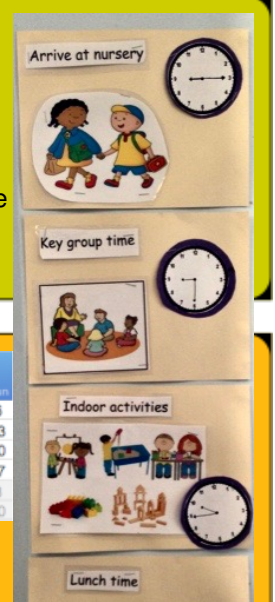 Arrive at nursery
Key group time
Indoor activities
Lunch time